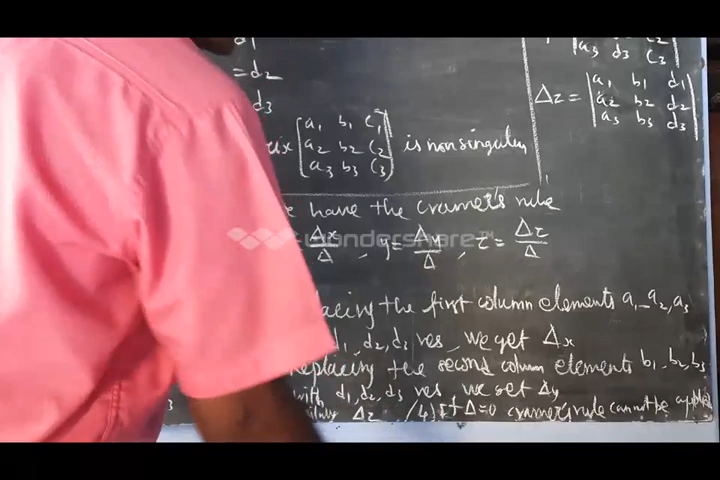 d1
=d2
d3
a3 d3 c3
Δz = | a1 b1 d1 |
| a2 b2 d2 |
| a3 b3 d3 |
[ a1 b1 c1 ]
[ a2 b2 c2 ] is non singular
[ a3 b3 c3 ]
have the cramer's rule
Δx/Δ , y = Δy/Δ , z = Δz/Δ
wondershare™
the first column elements a1, a2, a3
d1, d2, d3 res, we get Δx
Replacing the second column elements b1, b2, b3
with d1, d2, d3 res we get Δy
Δz (4) If Δ=0 cramer's rule cannot be applied